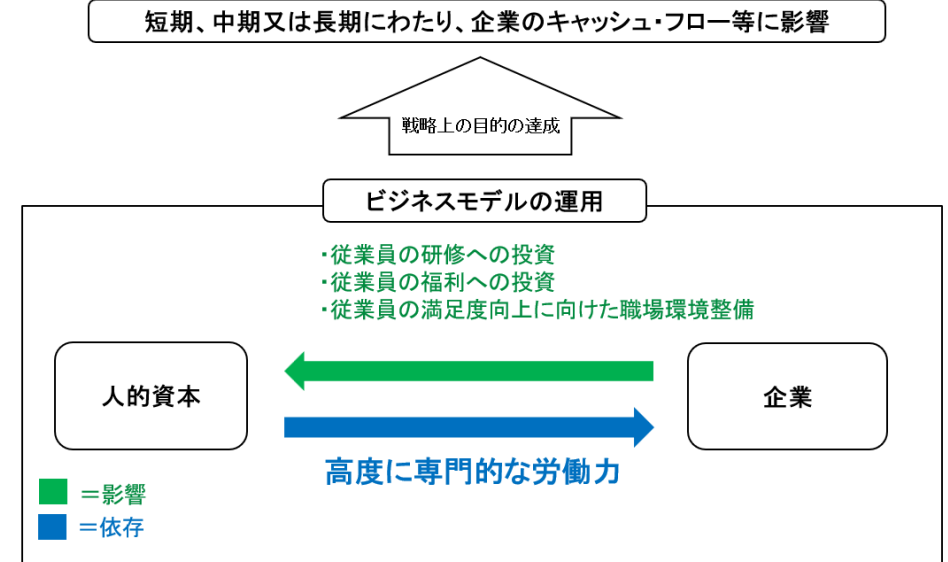 短期、中期又は長期にわたり、企業のキャッシュ・フロー等に影響
戦略上の目的の達成
ビジネスモデルの運用
・従業員の研修への投資
・従業員の福利への投資
・従業員の満足度向上に向けた職場環境整備
人的資本
企業
高度に専門的な労働力
＝影響
＝依存